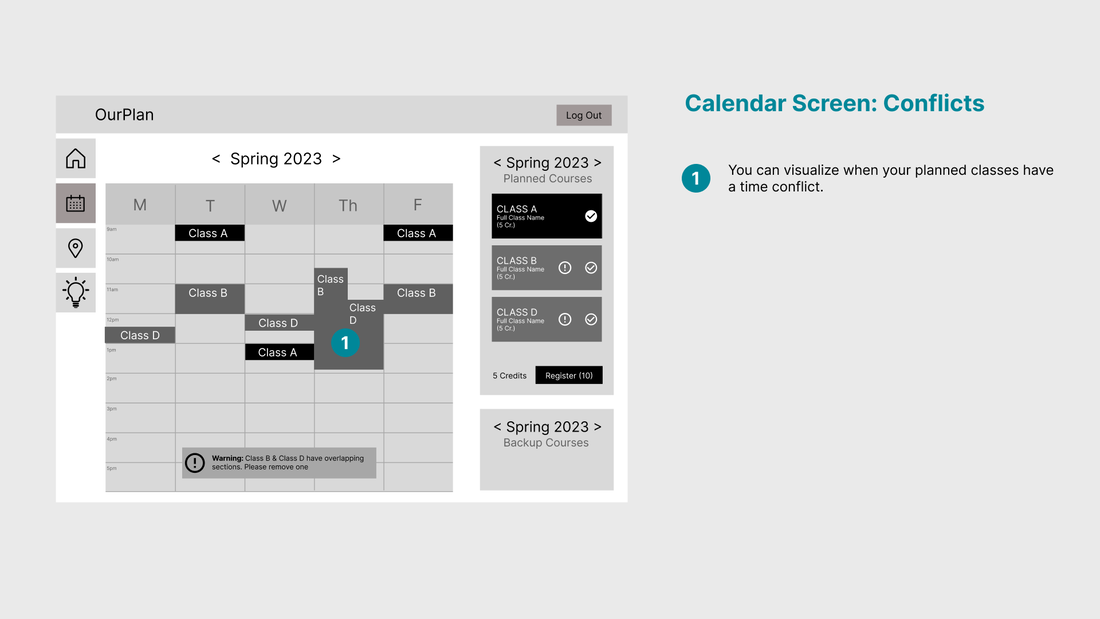 OurPlan
Log Out
< Spring 2023 >
M T W Th F
9am
10am
11am
12pm
1pm
2pm
3pm
4pm
5pm
Class A
Class A
Class B
Class B
Class
B
Class
D
Class D
Class D
Class A
1
Warning: Class B & Class D have overlapping
sections. Please remove one
< Spring 2023 >
Planned Courses
CLASS A
Full Class Name
(5 Cr.)
CLASS B
Full Class Name
(5 Cr.)
CLASS D
Full Class Name
(5 Cr.)
5 Credits
Register (10)
< Spring 2023 >
Backup Courses
Calendar Screen: Conflicts
1
You can visualize when your planned classes have
a time conflict.